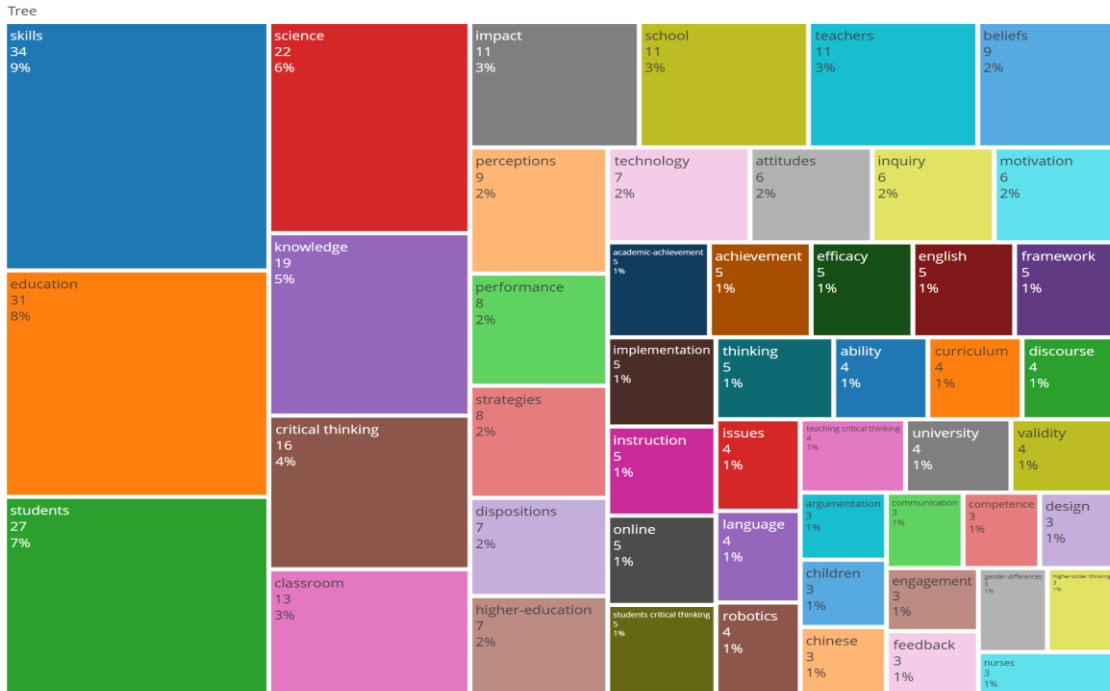 Tree
skills
34
9%
education
31
8%
students
27
7%
science
22
6%
knowledge
19
5%
critical thinking
16
4%
classroom
13
3%
impact
11
3%
school
11
3%
teachers
11
3%
beliefs
9
2%
perceptions
9
2%
performance
8
2%
strategies
8
2%
dispositions
7
2%
higher-education
7
2%
technology
7
2%
attitudes
6
2%
inquiry
6
2%
motivation
6
2%
academic-achievement
5
1%
achievement
5
1%
efficacy
5
1%
english
5
1%
framework
5
1%
implementation
5
1%
instruction
5
1%
online
5
1%
students critical thinking
5
1%
thinking
5
1%
ability
4
1%
curriculum
4
1%
discourse
4
1%
issues
4
1%
language
4
1%
robotics
4
1%
teaching critical thinking
4
1%
university
4
1%
validity
4
1%
argumentation
3
1%
children
3
1%
chinese
3
1%
communication
3
1%
competence
3
1%
design
3
1%
engagement
3
1%
feedback
3
1%
gender-differences
3
1%
higher-order thinking
3
1%
nurses
3
1%